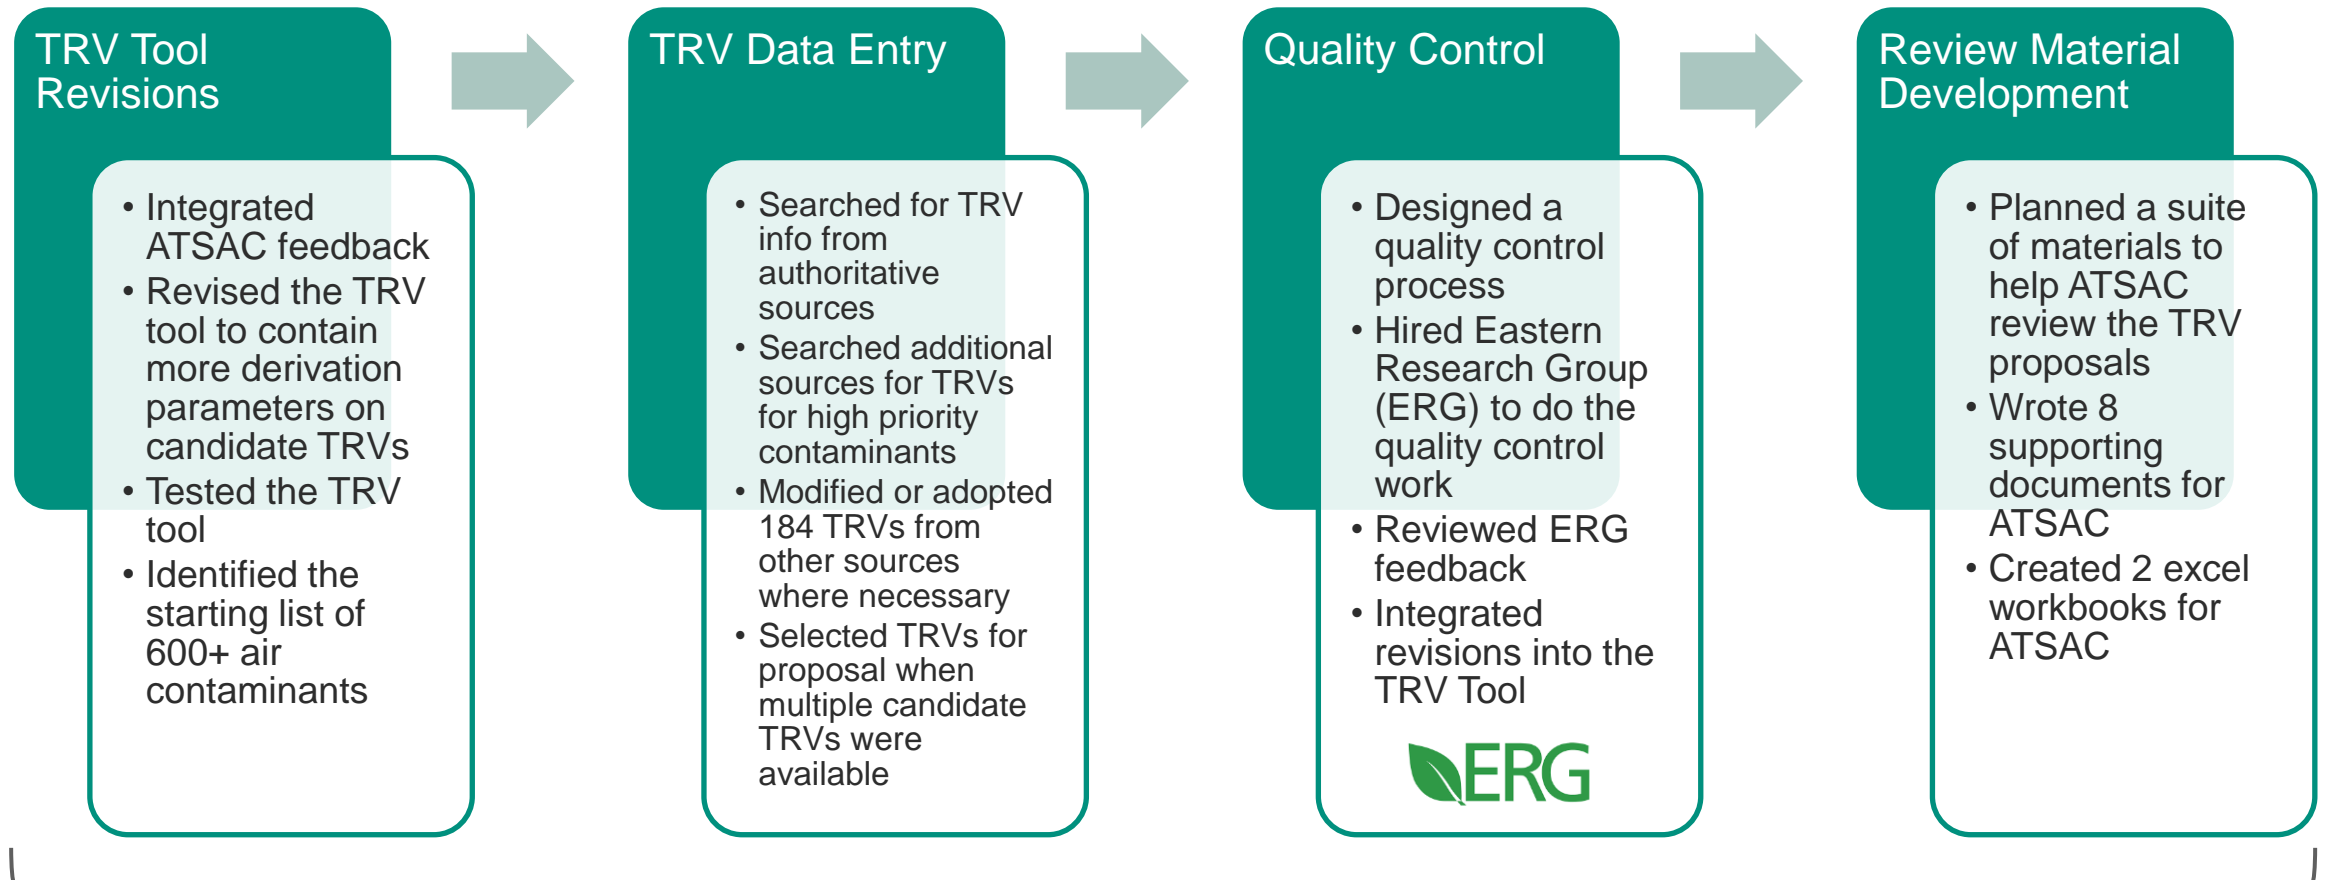 TRV Tool
Revisions
• Integrated
ATSAC feedback
• Revised the TRV
tool to contain
more derivation
parameters on
candidate TRVs
• Tested the TRV
tool
• Identified the
starting list of
600+ air
contaminants
TRV Data Entry
• Searched for TRV
info from
authoritative
sources
• Searched additional
sources for TRVs
for high priority
contaminants
• Modified or adopted
184 TRVs from
other sources
where necessary
• Selected TRVs for
proposal when
multiple candidate
TRVs were
available
Quality Control
• Designed a
quality control
process
• Hired Eastern
Research Group
(ERG) to do the
quality control
work
• Reviewed ERG
feedback
• Integrated
revisions into the
TRV Tool
ERG
Review Material
Development
• Planned a suite
of materials to
help ATSAC
review the TRV
proposals
• Wrote 8
supporting
documents for
ATSAC
• Created 2 excel
workbooks for
ATSAC